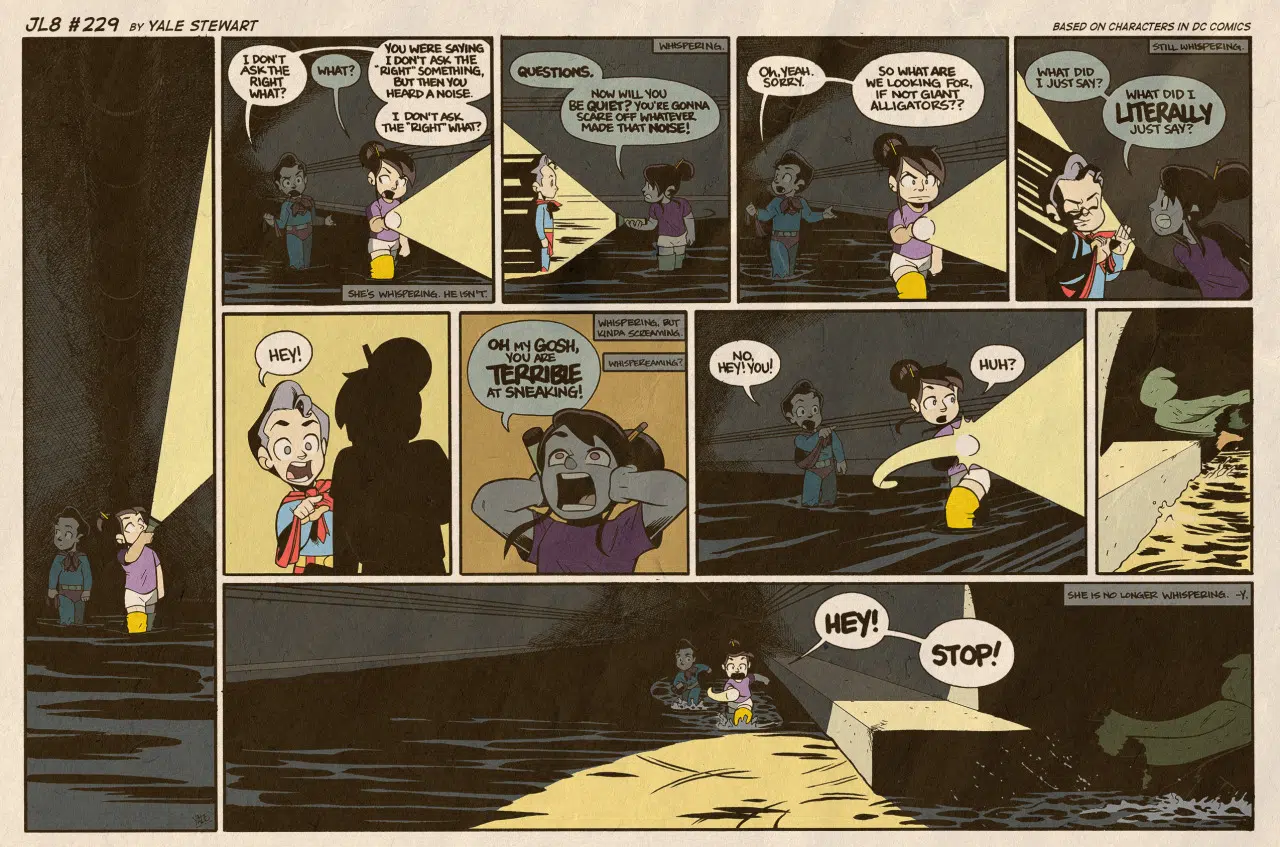 JL8 #229 BY YALE STEWART
BASED ON CHARACTERS IN DC COMICS
I DON'T
ASK THE
RIGHT
WHAT?
WHAT?
YOU WERE SAYING
I DON'T ASK THE
"RIGHT" SOMETHING,
BUT THEN YOU
HEARD A NOISE.
I DON'T ASK
THE "RIGHT" WHAT?
SHE'S WHISPERING. HE ISN'T.
WHISPERING.
QUESTIONS.
NOW WILL YOU
BE QUIET? YOU'RE GONNA
SCARE OFF WHATEVER
MADE THAT NOISE!
OH, YEAH.
SORRY.
SO WHAT ARE
WE LOOKING FOR,
IF NOT GIANT
ALLIGATORS??
STILL WHISPERING.
WHAT DID
I JUST SAY?
WHAT DID I
LITERALLY
JUST SAY?
HEY!
WHISPERING, BUT
KINDA SCREAMING.
WHISPEREAMING?
OH MY GOSH,
YOU ARE
TERRIBLE
AT SNEAKING!
NO,
HEY! YOU!
HUH?
SHE IS NO LONGER WHISPERING. -Y.
HEY!
STOP!